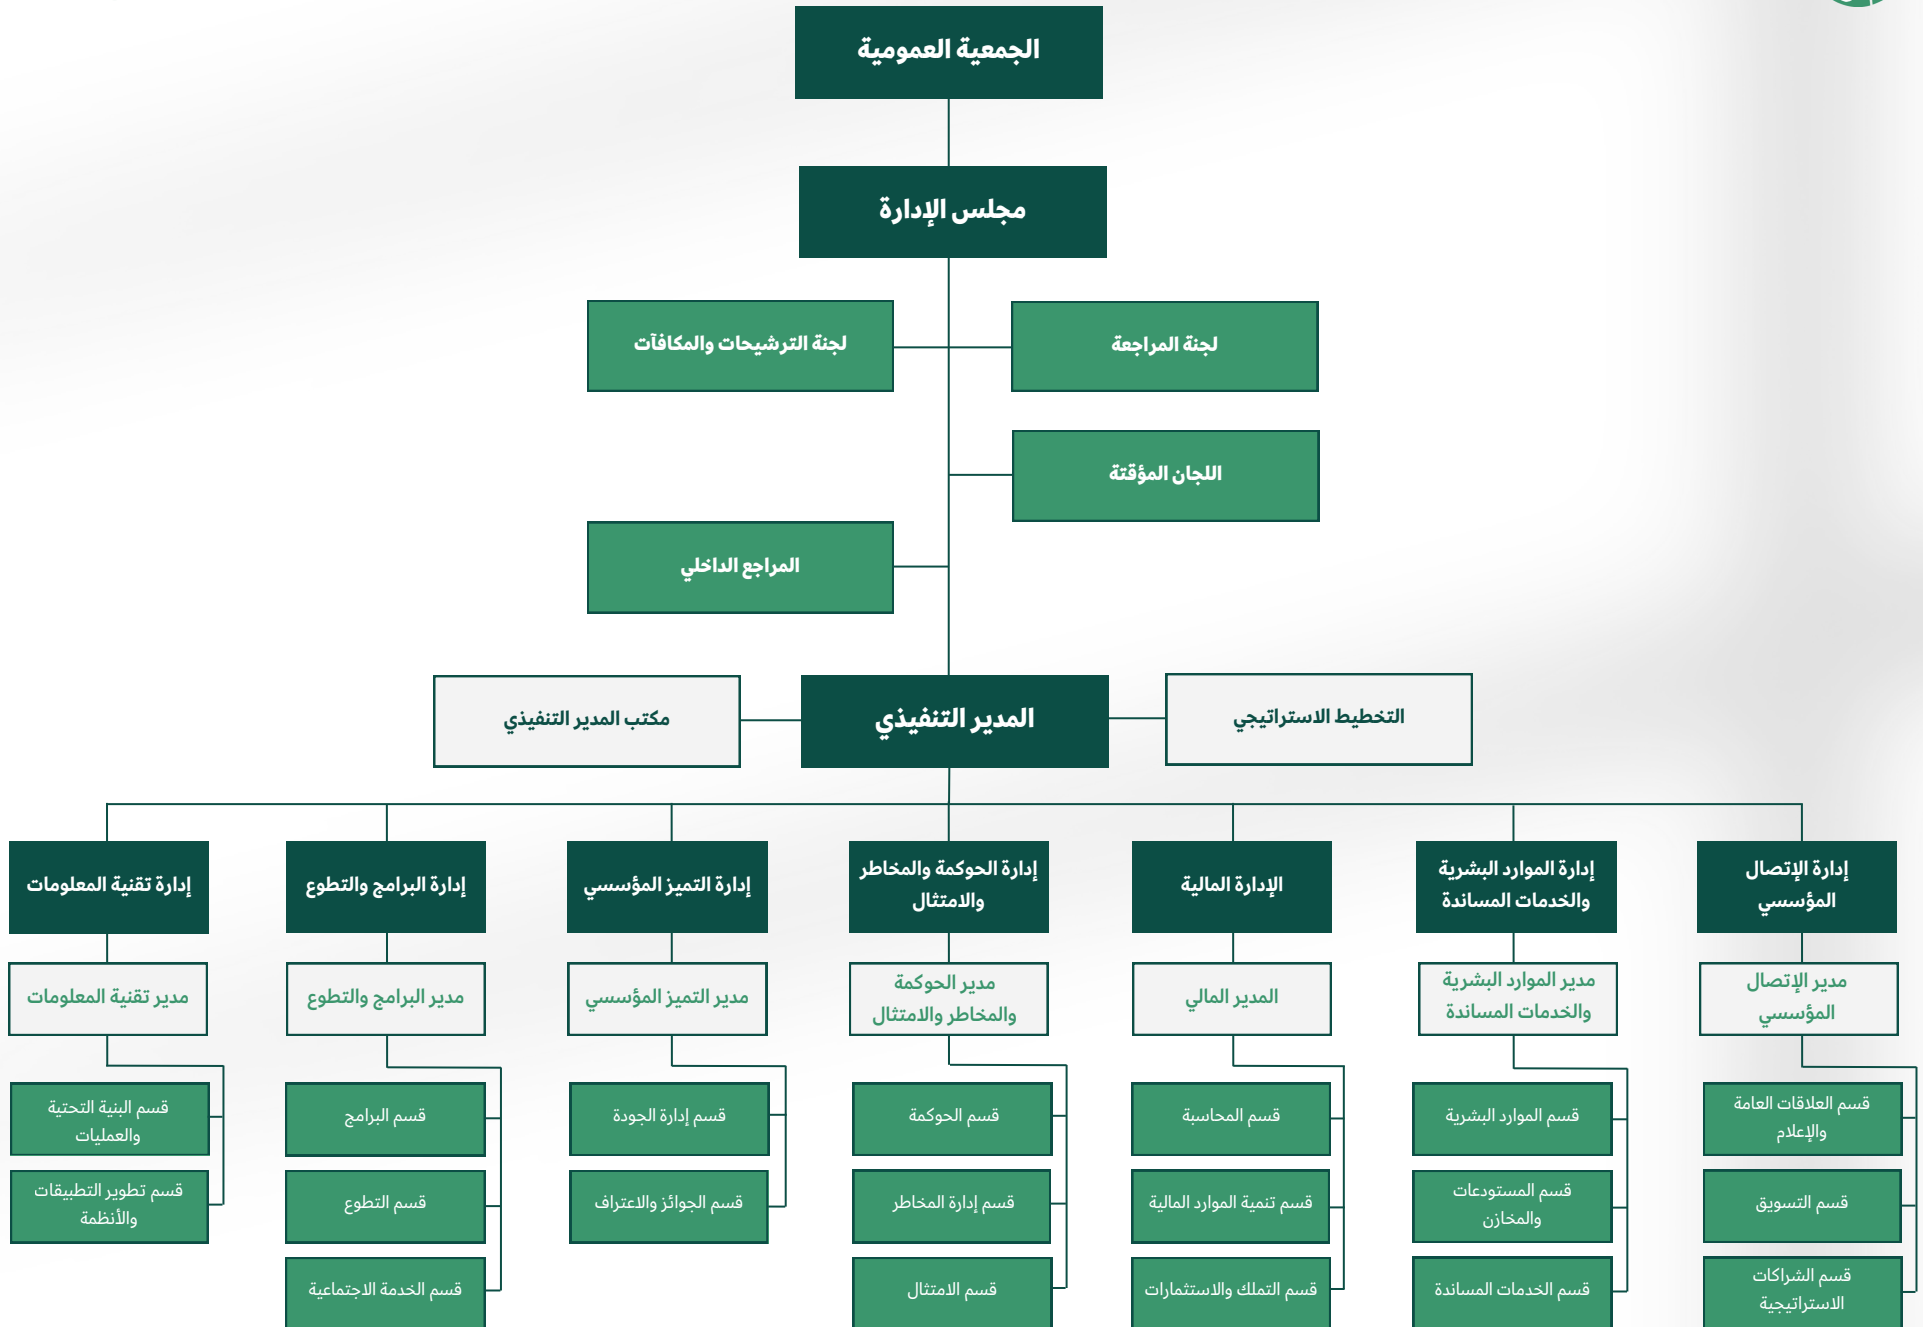 الجمعية العمومية
مجلس الإدارة
لجنة المراجعة
لجنة الترشيحات والمكافآت
اللجان المؤقتة
المراجع الداخلي
التخطيط الاستراتيجي
المدير التنفيذي
مكتب المدير التنفيذي
إدارة الإتصال
المؤسسي
إدارة الموارد البشرية
والخدمات المساندة
الإدارة المالية
إدارة الحوكمة والمخاطر
والامتثال
إدارة التميز المؤسسي
إدارة البرامج والتطوع
إدارة تقنية المعلومات
مدير الإتصال
المؤسسي
مدير الموارد البشرية
والخدمات المساندة
المدير المالي
مدير الحوكمة
والمخاطر والامتثال
مدير التميز المؤسسي
مدير البرامج والتطوع
مدير تقنية المعلومات
قسم العلاقات العامة
والإعلام
قسم الموارد البشرية
قسم المحاسبة
قسم الحوكمة
قسم إدارة الجودة
قسم البرامج
قسم البنية التحتية
والعمليات
قسم التسويق
قسم المستودعات
والمخازن
قسم تنمية الموارد المالية
قسم إدارة المخاطر
قسم الجوائز والاعتراف
قسم التطوع
قسم تطوير التطبيقات
والأنظمة
قسم الشراكات
الاستراتيجية
قسم الخدمات المساندة
قسم التملك والاستثمارات
قسم الامتثال
قسم الخدمة الاجتماعية